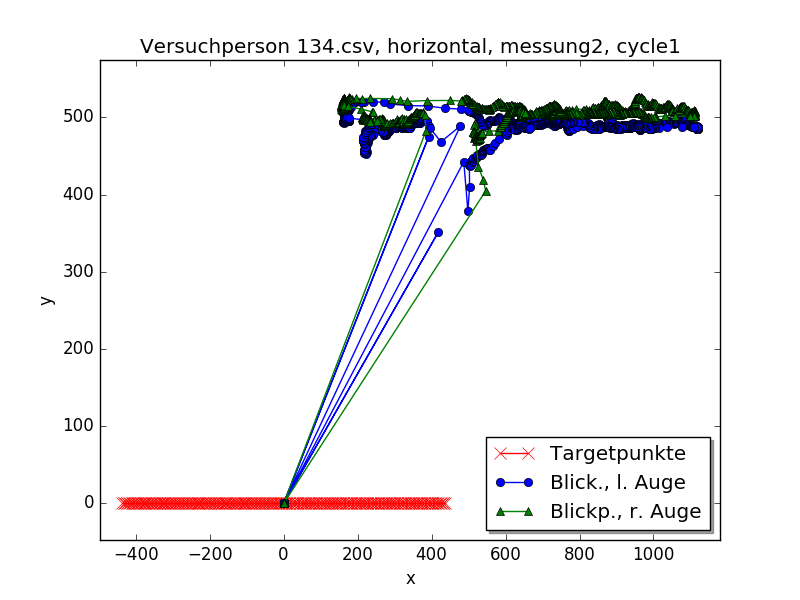 Versuchperson 134.csv, horizontal, messung2, cycle1
y
500
400
300
200
100
0
−400 −200 0 200 400 600 800 1000
x
Targetpunkte
Blick., l. Auge
Blickp., r. Auge